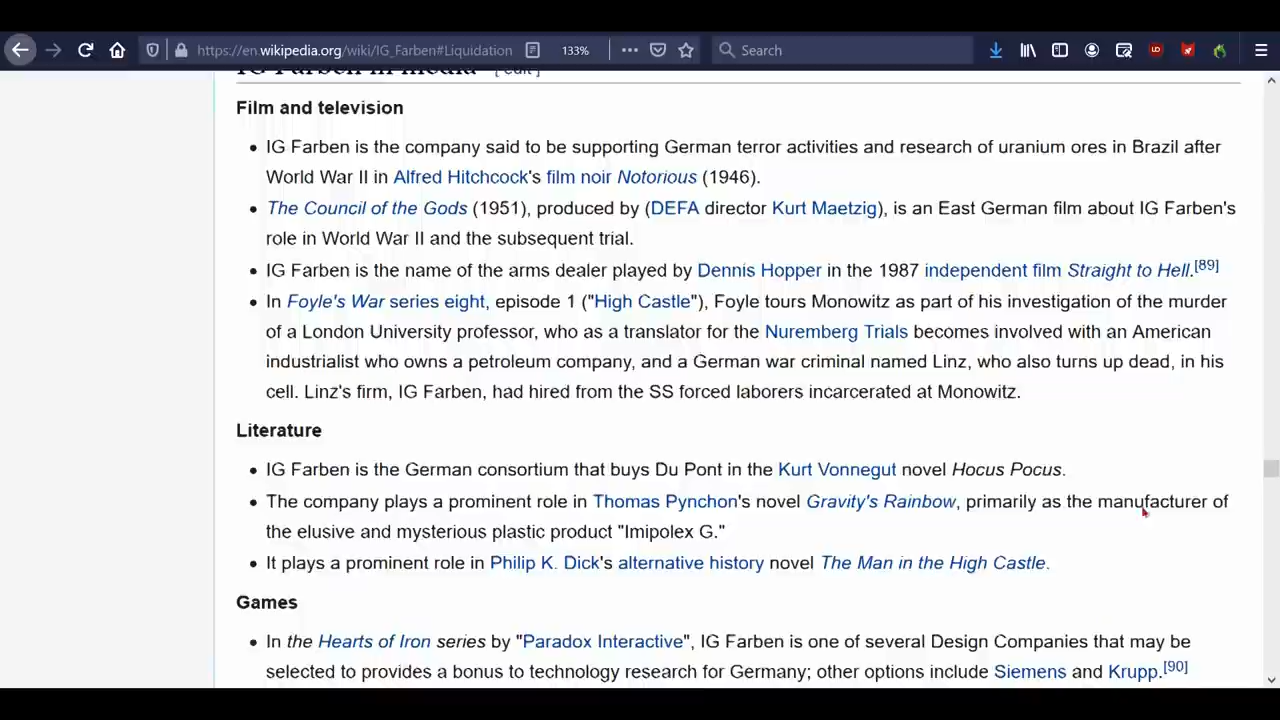 https://en.wikipedia.org/wiki/IG_Farben#Liquidation 133% Search
IG Farben in media [ edit ]
Film and television
IG Farben is the company said to be supporting German terror activities and research of uranium ores in Brazil after
World War II in Alfred Hitchcock's film noir Notorious (1946).
The Council of the Gods (1951), produced by (DEFA director Kurt Maetzig), is an East German film about IG Farben's
role in World War II and the subsequent trial.
IG Farben is the name of the arms dealer played by Dennis Hopper in the 1987 independent film Straight to Hell.[89]
In Foyle's War series eight, episode 1 ("High Castle"), Foyle tours Monowitz as part of his investigation of the murder
of a London University professor, who as a translator for the Nuremberg Trials becomes involved with an American
industrialist who owns a petroleum company, and a German war criminal named Linz, who also turns up dead, in his
cell. Linz's firm, IG Farben, had hired from the SS forced laborers incarcerated at Monowitz.
Literature
IG Farben is the German consortium that buys Du Pont in the Kurt Vonnegut novel Hocus Pocus.
The company plays a prominent role in Thomas Pynchon's novel Gravity's Rainbow, primarily as the manufacturer of
the elusive and mysterious plastic product "Imipolex G."
It plays a prominent role in Philip K. Dick's alternative history novel The Man in the High Castle.
Games
In the Hearts of Iron series by "Paradox Interactive", IG Farben is one of several Design Companies that may be
selected to provides a bonus to technology research for Germany; other options include Siemens and Krupp.[90]